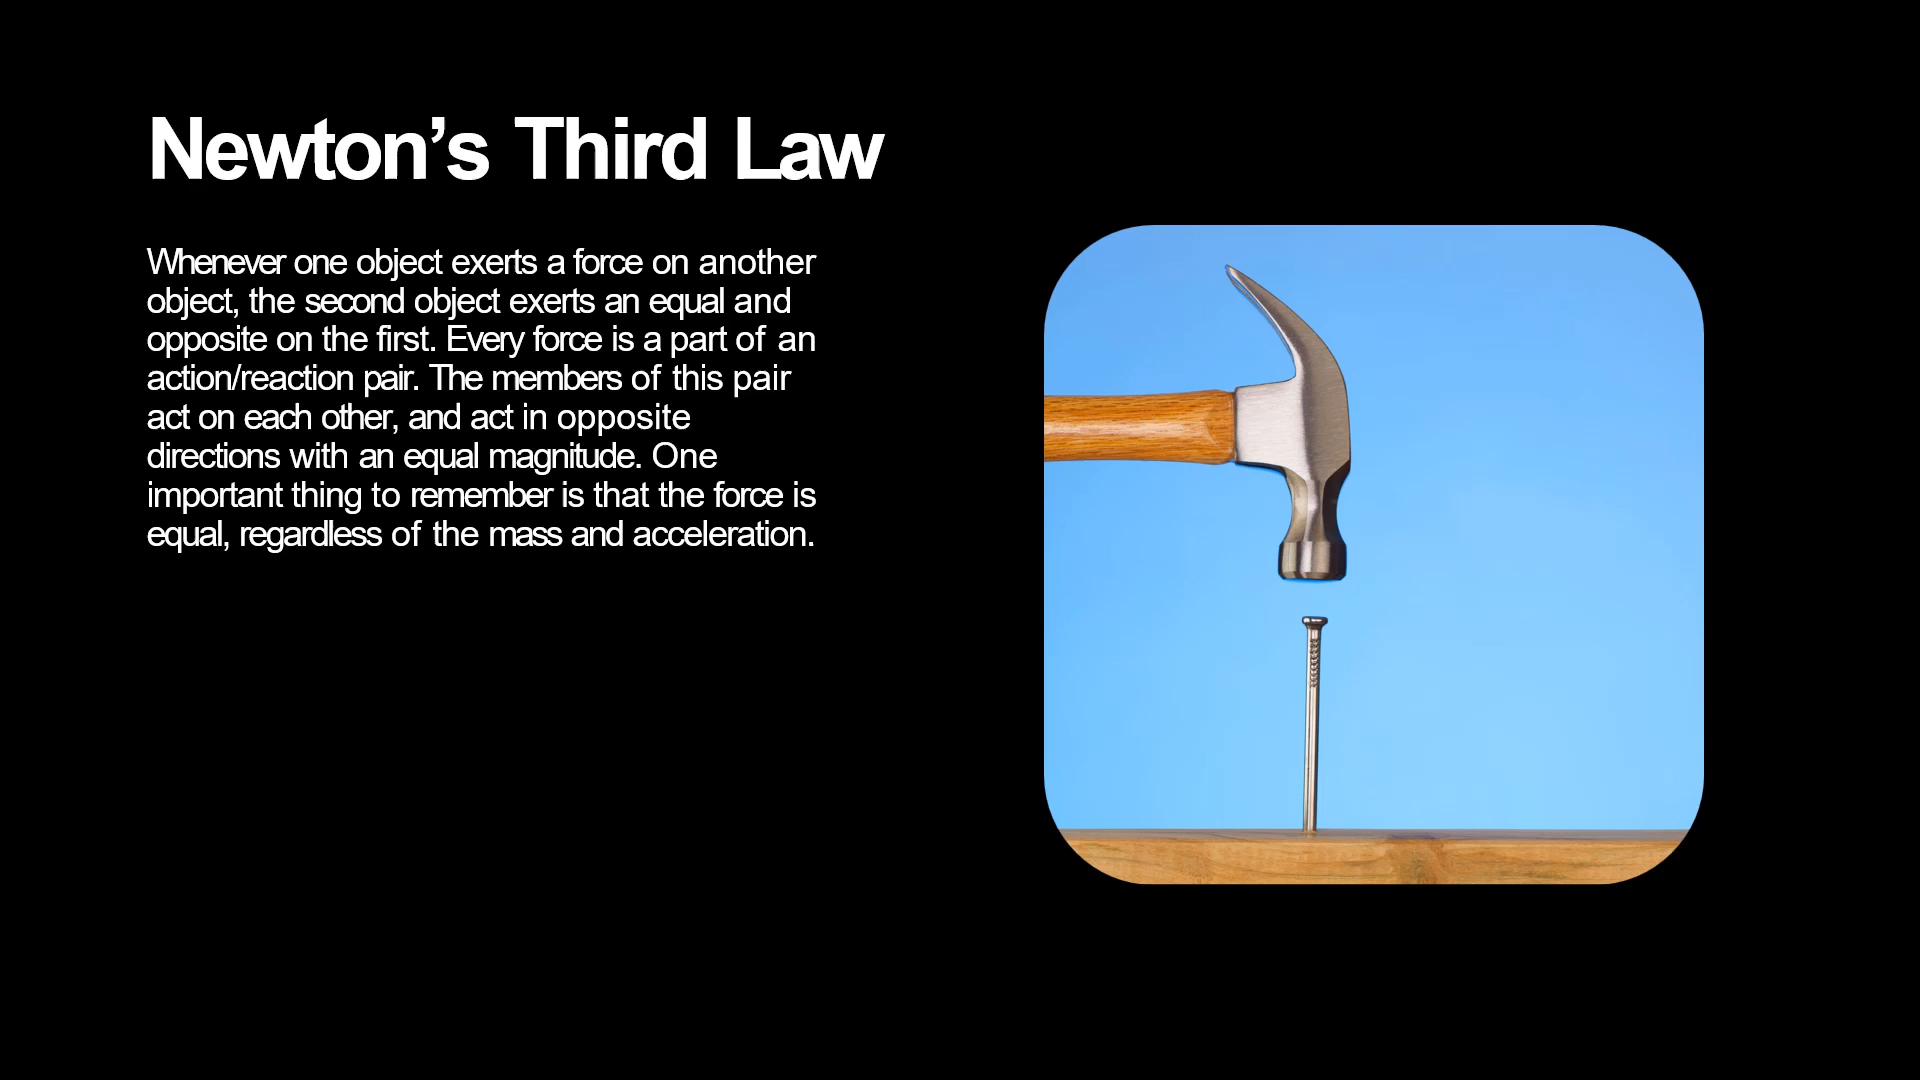 Newton’s Third Law
Whenever one object exerts a force on another
object, the second object exerts an equal and
opposite on the first. Every force is a part of an
action/reaction pair. The members of this pair
act on each other, and act in opposite
directions with an equal magnitude. One
important thing to remember is that the force is
equal, regardless of the mass and acceleration.